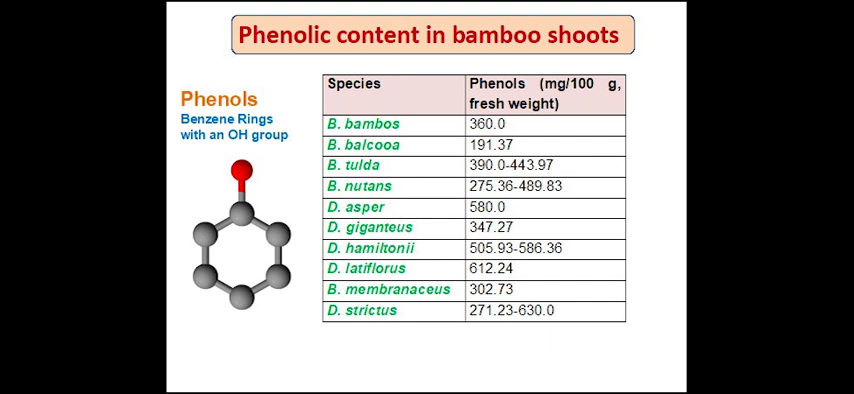 Phenolic content in bamboo shoots
Phenols
Benzene Rings
with an OH group
Species Phenols (mg/100 g,
fresh weight)
B. bambos 360.0
B. balcooa 191.37
B. tulda 390.0-443.97
B. nutans 275.36-489.83
D. asper 580.0
D. giganteus 347.27
D. hamiltonii 505.93-586.36
D. latiflorus 612.24
B. membranaceus 302.73
D. strictus 271.23-630.0